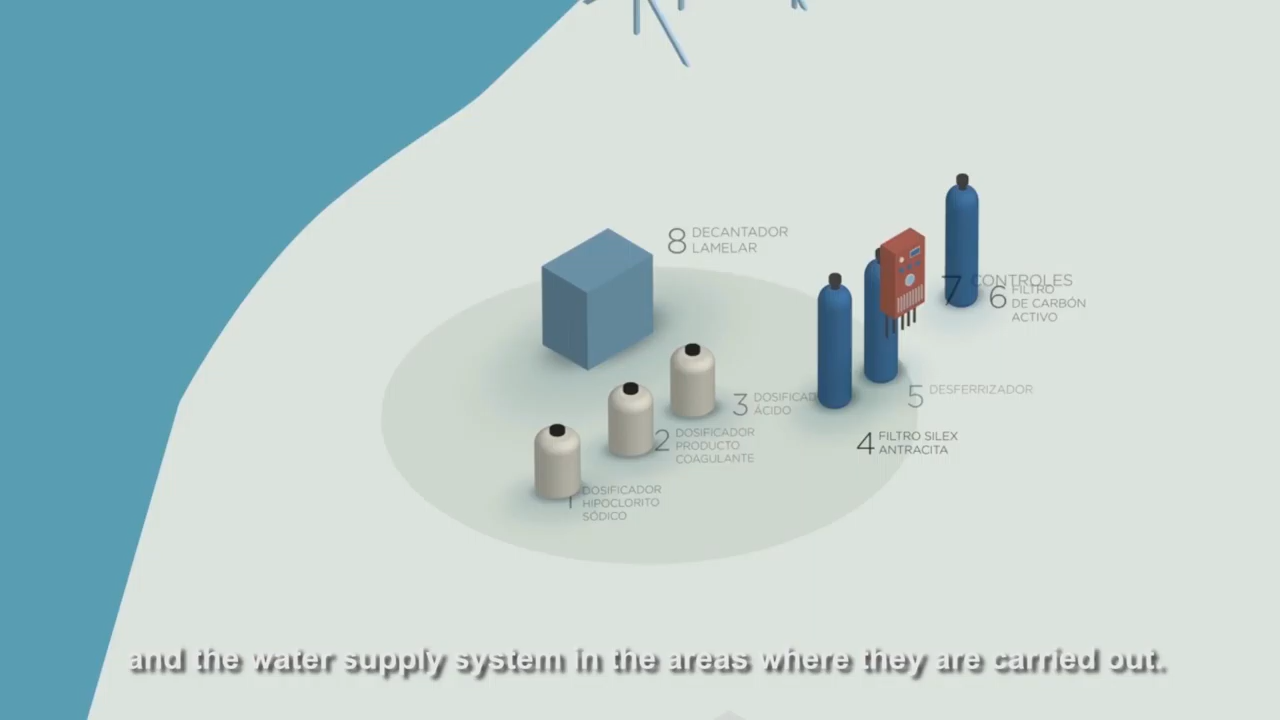 8 DECANTADOR
LAMELAR
7 CONTROLES
6 FILTRO
DE CARBÓN
ACTIVO
5 DESFERRIZADOR
3 DOSIFICAD
ÁCIDO
4 FILTRO SILEX
ANTRACITA
2 DOSIFICADOR
PRODUCTO
COAGULANTE
1 DOSIFICADOR
HIPOCLORITO
SÓDICO
and the water supply system in the areas where they are carried out.